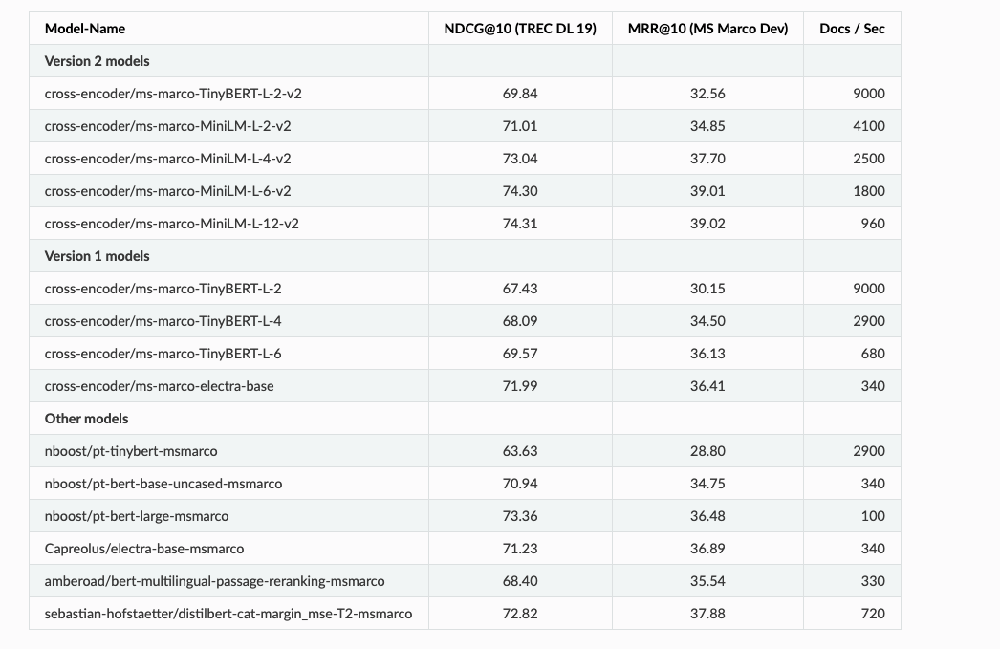 Model-Name NDCG@10 (TREC DL 19) MRR@10 (MS Marco Dev) Docs / Sec
Version 2 models
cross-encoder/ms-marco-TinyBERT-L-2-v2 69.84 32.56 9000
cross-encoder/ms-marco-MiniLM-L-2-v2 71.01 34.85 4100
cross-encoder/ms-marco-MiniLM-L-4-v2 73.04 37.70 2500
cross-encoder/ms-marco-MiniLM-L-6-v2 74.30 39.01 1800
cross-encoder/ms-marco-MiniLM-L-12-v2 74.31 39.02 960
Version 1 models
cross-encoder/ms-marco-TinyBERT-L-2 67.43 30.15 9000
cross-encoder/ms-marco-TinyBERT-L-4 68.09 34.50 2900
cross-encoder/ms-marco-TinyBERT-L-6 69.57 36.13 680
cross-encoder/ms-marco-electra-base 71.99 36.41 340
Other models
nboost/pt-tinybert-msmarco 63.63 28.80 2900
nboost/pt-bert-base-uncased-msmarco 70.94 34.75 340
nboost/pt-bert-large-msmarco 73.36 36.48 100
Capreolus/electra-base-msmarco 71.23 36.89 340
amberoad/bert-multilingual-passage-reranking-msmarco 68.40 35.54 330
sebastian-hofstaetter/distilbert-cat-margin_mse-T2-msmarco 72.82 37.88 720